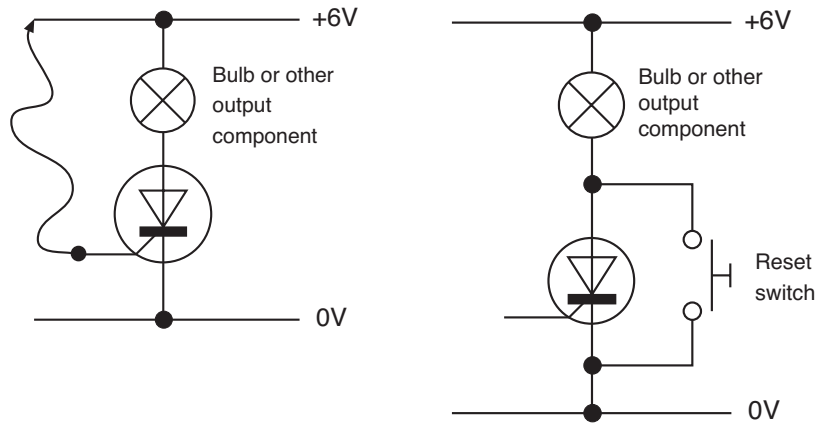 +6V
Bulb or other
output
component
0V
+6V
Bulb or other
output
component
Reset
switch
0V